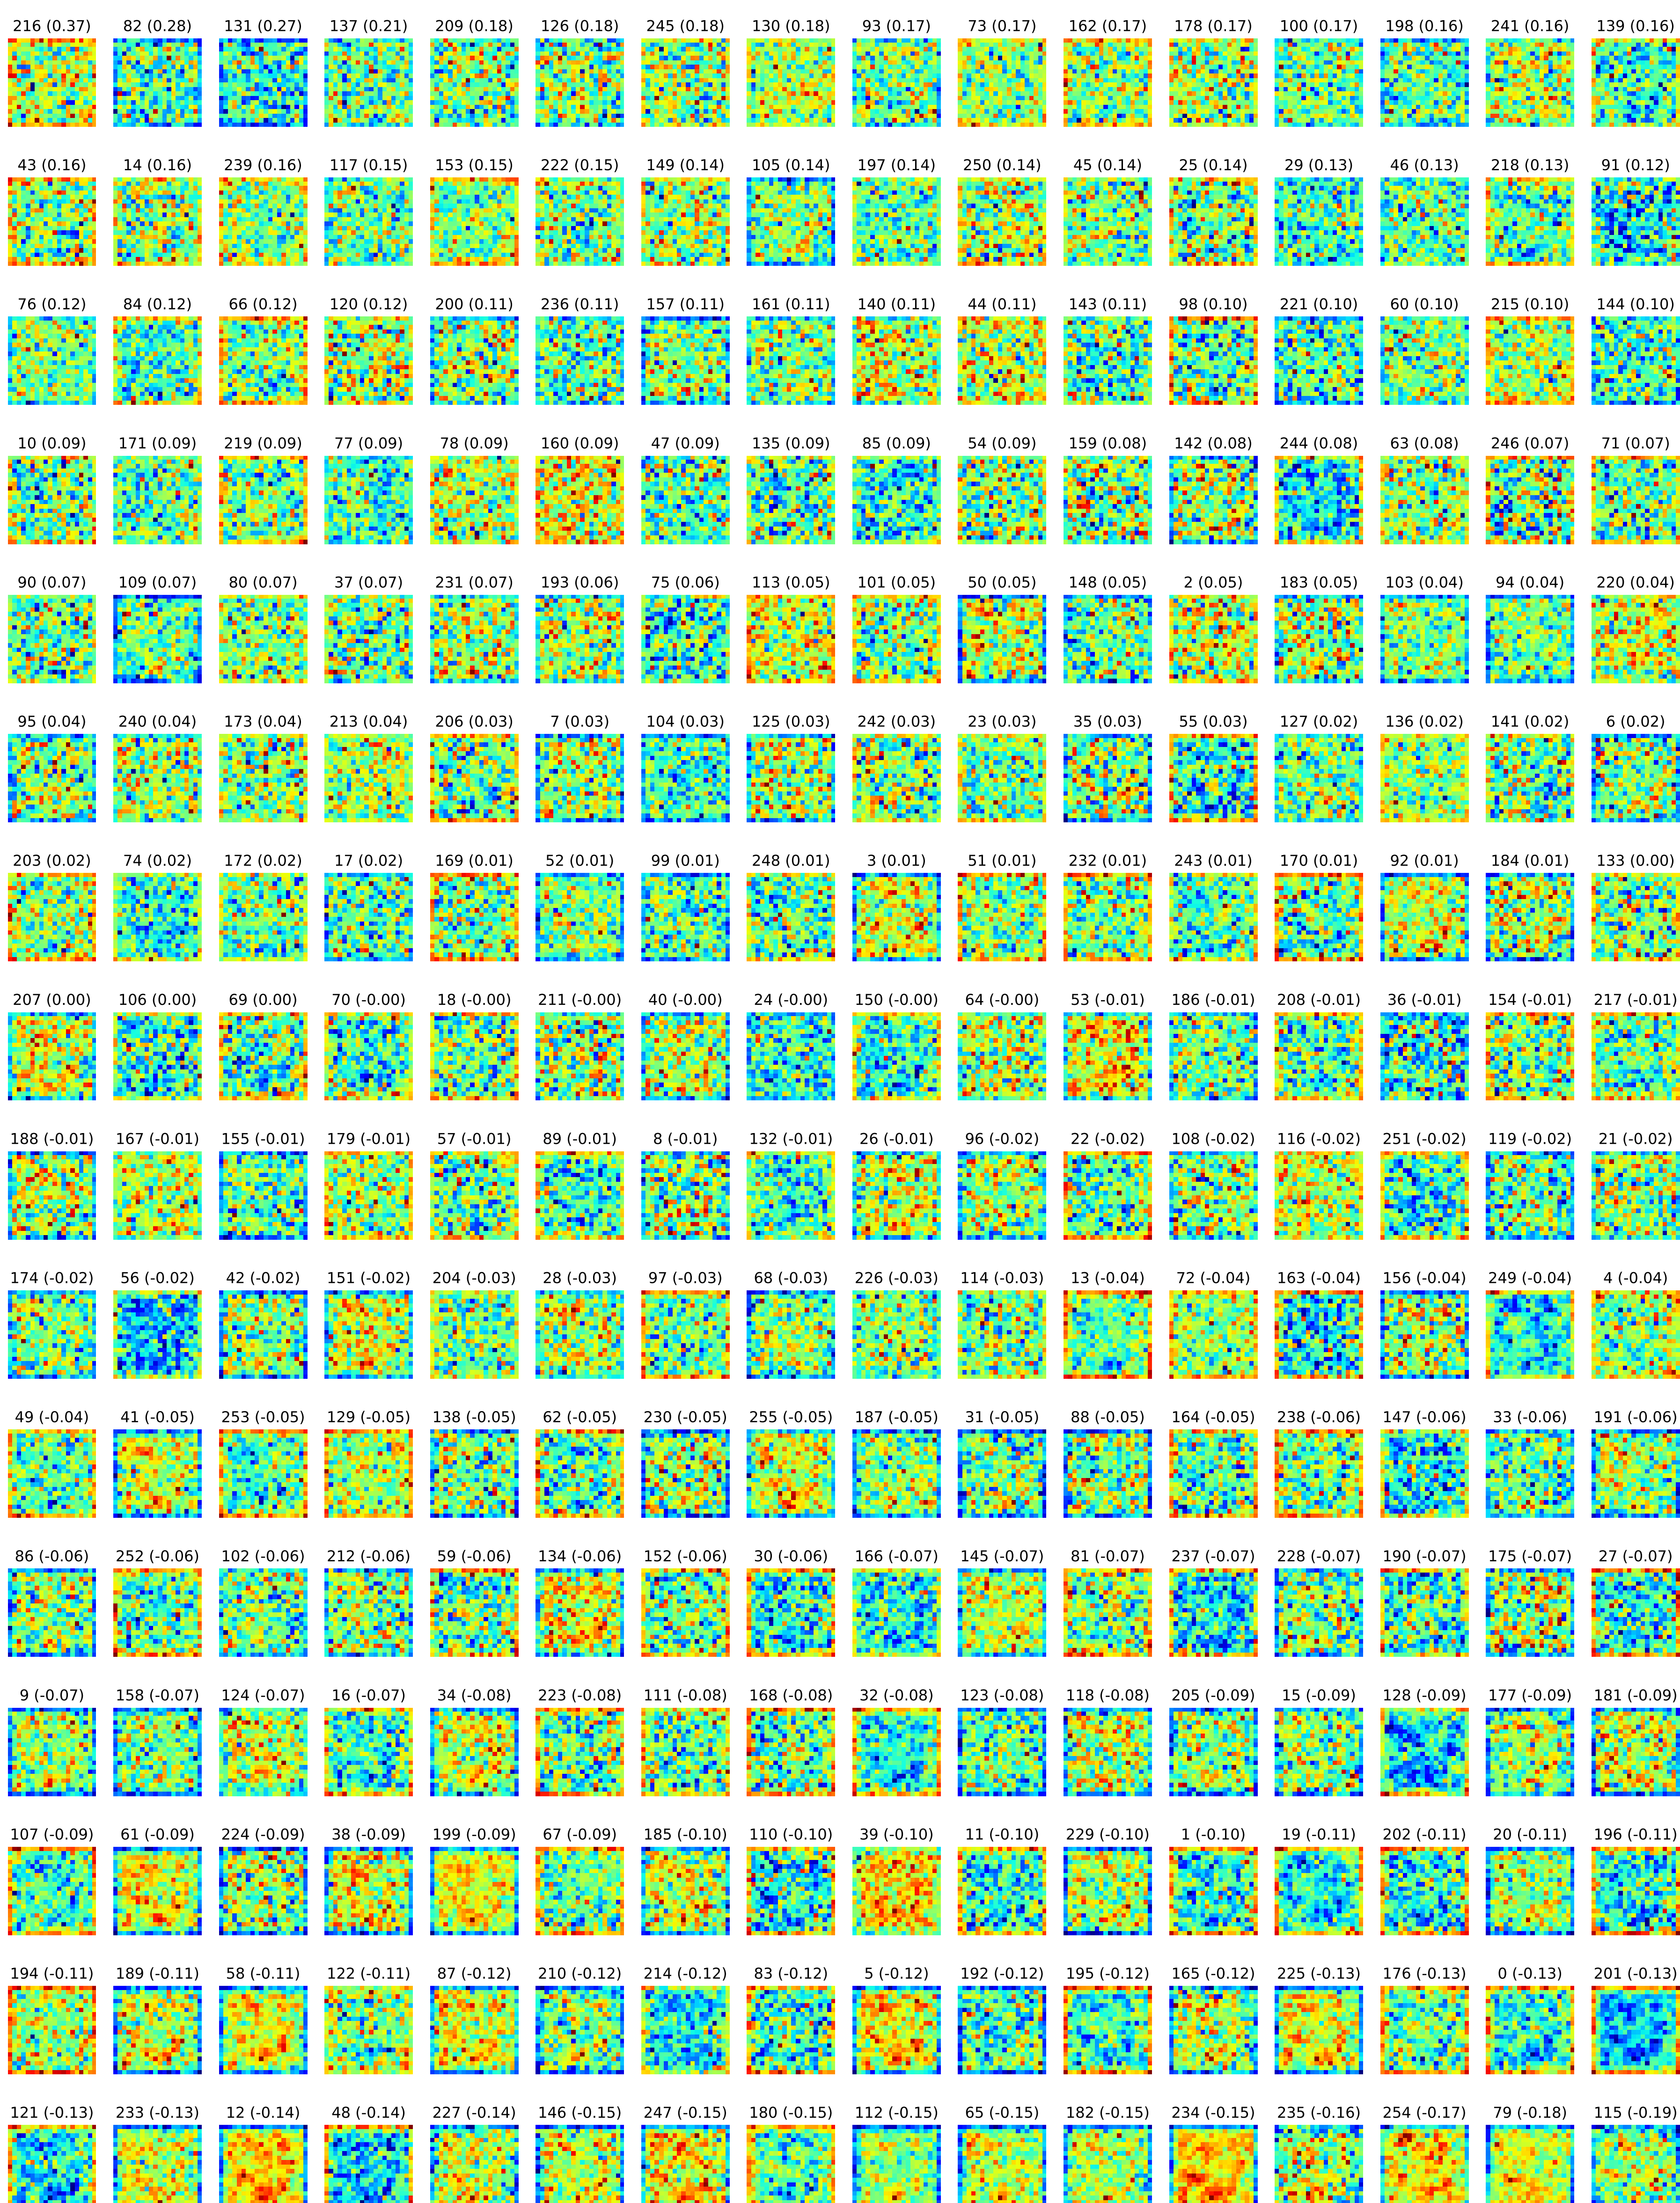 216 (0.37) 82 (0.28) 131 (0.27) 137 (0.21) 209 (0.18) 126 (0.18) 245 (0.18) 130 (0.18) 93 (0.17) 73 (0.17) 162 (0.17) 178 (0.17) 100 (0.17) 198 (0.16) 241 (0.16) 139 (0.16)
43 (0.16) 14 (0.16) 239 (0.16) 117 (0.15) 153 (0.15) 222 (0.15) 149 (0.14) 105 (0.14) 197 (0.14) 250 (0.14) 45 (0.14) 25 (0.14) 29 (0.13) 46 (0.13) 218 (0.13) 91 (0.12)
76 (0.12) 84 (0.12) 66 (0.12) 120 (0.12) 200 (0.11) 236 (0.11) 157 (0.11) 161 (0.11) 140 (0.11) 44 (0.11) 143 (0.11) 98 (0.10) 221 (0.10) 60 (0.10) 215 (0.10) 144 (0.10)
10 (0.09) 171 (0.09) 219 (0.09) 77 (0.09) 78 (0.09) 160 (0.09) 47 (0.09) 135 (0.09) 85 (0.09) 54 (0.09) 159 (0.08) 142 (0.08) 244 (0.08) 63 (0.08) 246 (0.07) 71 (0.07)
90 (0.07) 109 (0.07) 80 (0.07) 37 (0.07) 231 (0.07) 193 (0.06) 75 (0.06) 113 (0.05) 101 (0.05) 50 (0.05) 148 (0.05) 2 (0.05) 183 (0.05) 103 (0.04) 94 (0.04) 220 (0.04)
95 (0.04) 240 (0.04) 173 (0.04) 213 (0.04) 206 (0.03) 7 (0.03) 104 (0.03) 125 (0.03) 242 (0.03) 23 (0.03) 35 (0.03) 55 (0.03) 127 (0.02) 136 (0.02) 141 (0.02) 6 (0.02)
203 (0.02) 74 (0.02) 172 (0.02) 17 (0.02) 169 (0.01) 52 (0.01) 99 (0.01) 248 (0.01) 3 (0.01) 51 (0.01) 232 (0.01) 243 (0.01) 170 (0.01) 92 (0.01) 184 (0.01) 133 (0.00)
207 (0.00) 106 (0.00) 69 (0.00) 70 (-0.00) 18 (-0.00) 211 (-0.00) 40 (-0.00) 24 (-0.00) 150 (-0.00) 64 (-0.00) 53 (-0.01) 186 (-0.01) 208 (-0.01) 36 (-0.01) 154 (-0.01) 217 (-0.01)
188 (-0.01) 167 (-0.01) 155 (-0.01) 179 (-0.01) 57 (-0.01) 89 (-0.01) 8 (-0.01) 132 (-0.01) 26 (-0.01) 96 (-0.02) 22 (-0.02) 108 (-0.02) 116 (-0.02) 251 (-0.02) 119 (-0.02) 21 (-0.02)
174 (-0.02) 56 (-0.02) 42 (-0.02) 151 (-0.02) 204 (-0.03) 28 (-0.03) 97 (-0.03) 68 (-0.03) 226 (-0.03) 114 (-0.03) 13 (-0.04) 72 (-0.04) 163 (-0.04) 156 (-0.04) 249 (-0.04) 4 (-0.04)
49 (-0.04) 41 (-0.05) 253 (-0.05) 129 (-0.05) 138 (-0.05) 62 (-0.05) 230 (-0.05) 255 (-0.05) 187 (-0.05) 31 (-0.05) 88 (-0.05) 164 (-0.05) 238 (-0.06) 147 (-0.06) 33 (-0.06) 191 (-0.06)
86 (-0.06) 252 (-0.06) 102 (-0.06) 212 (-0.06) 59 (-0.06) 134 (-0.06) 152 (-0.06) 30 (-0.06) 166 (-0.07) 145 (-0.07) 81 (-0.07) 237 (-0.07) 228 (-0.07) 190 (-0.07) 175 (-0.07) 27 (-0.07)
9 (-0.07) 158 (-0.07) 124 (-0.07) 16 (-0.07) 34 (-0.08) 223 (-0.08) 111 (-0.08) 168 (-0.08) 32 (-0.08) 123 (-0.08) 118 (-0.08) 205 (-0.09) 15 (-0.09) 128 (-0.09) 177 (-0.09) 181 (-0.09)
107 (-0.09) 61 (-0.09) 224 (-0.09) 38 (-0.09) 199 (-0.09) 67 (-0.09) 185 (-0.10) 110 (-0.10) 39 (-0.10) 11 (-0.10) 229 (-0.10) 1 (-0.10) 19 (-0.11) 202 (-0.11) 20 (-0.11) 196 (-0.11)
194 (-0.11) 189 (-0.11) 58 (-0.11) 122 (-0.11) 87 (-0.12) 210 (-0.12) 214 (-0.12) 83 (-0.12) 5 (-0.12) 192 (-0.12) 195 (-0.12) 165 (-0.12) 225 (-0.13) 176 (-0.13) 0 (-0.13) 201 (-0.13)
121 (-0.13) 233 (-0.13) 12 (-0.14) 48 (-0.14) 227 (-0.14) 146 (-0.15) 247 (-0.15) 180 (-0.15) 112 (-0.15) 65 (-0.15) 182 (-0.15) 234 (-0.15) 235 (-0.16) 254 (-0.17) 79 (-0.18) 115 (-0.19)